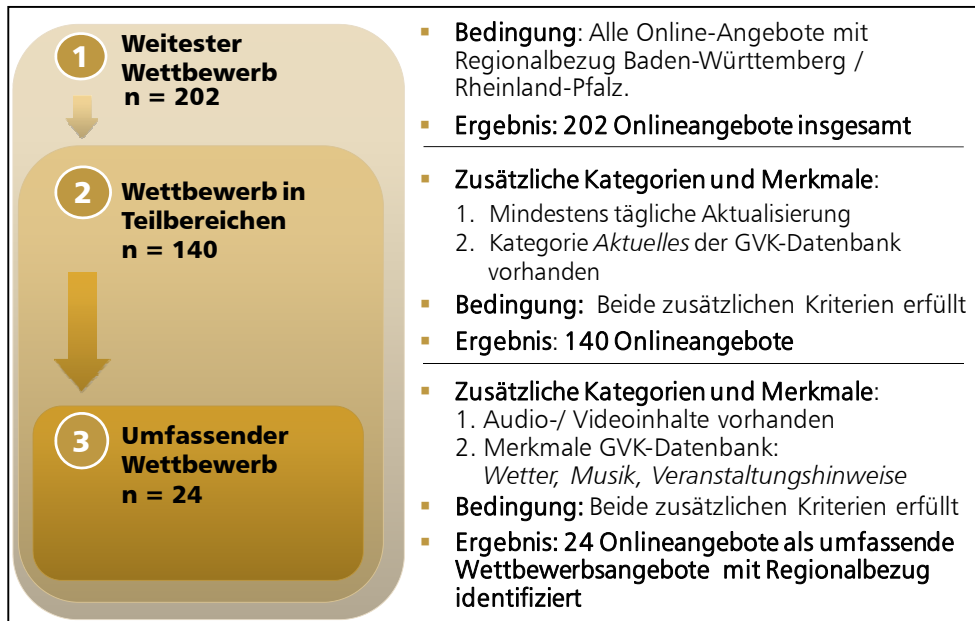 1
Weitester
Wettbewerb
n = 202
▪ Bedingung: Alle Online-Angebote mit
Regionalbezug Baden-Württemberg /
Rheinland-Pfalz.
▪ Ergebnis: 202 Onlineangebote insgesamt
2
Wettbewerb in
Teilbereichen
n = 140
▪ Zusätzliche Kategorien und Merkmale:
1. Mindestens tägliche Aktualisierung
2. Kategorie Aktuelles der GVK-Datenbank
vorhanden
▪ Bedingung: Beide zusätzlichen Kriterien erfüllt
▪ Ergebnis: 140 Onlineangebote
3
Umfassender
Wettbewerb
n = 24
▪ Zusätzliche Kategorien und Merkmale:
1. Audio-/ Videoinhalte vorhanden
2. Merkmale GVK-Datenbank:
Wetter, Musik, Veranstaltungshinweise
▪ Bedingung: Beide zusätzlichen Kriterien erfüllt
▪ Ergebnis: 24 Onlineangebote als umfassende
Wettbewerbsangebote mit Regionalbezug
identifiziert